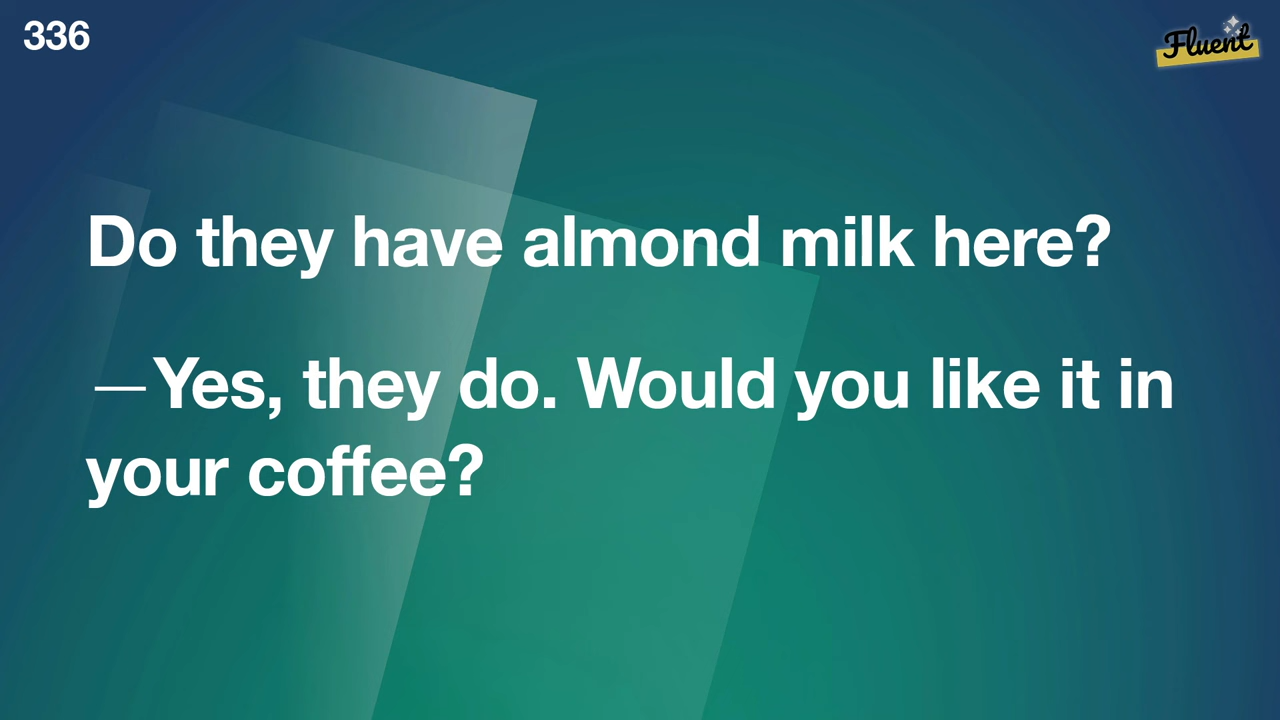 336
Fluent
Do they have almond milk here?
—Yes, they do. Would you like it in
your coffee?